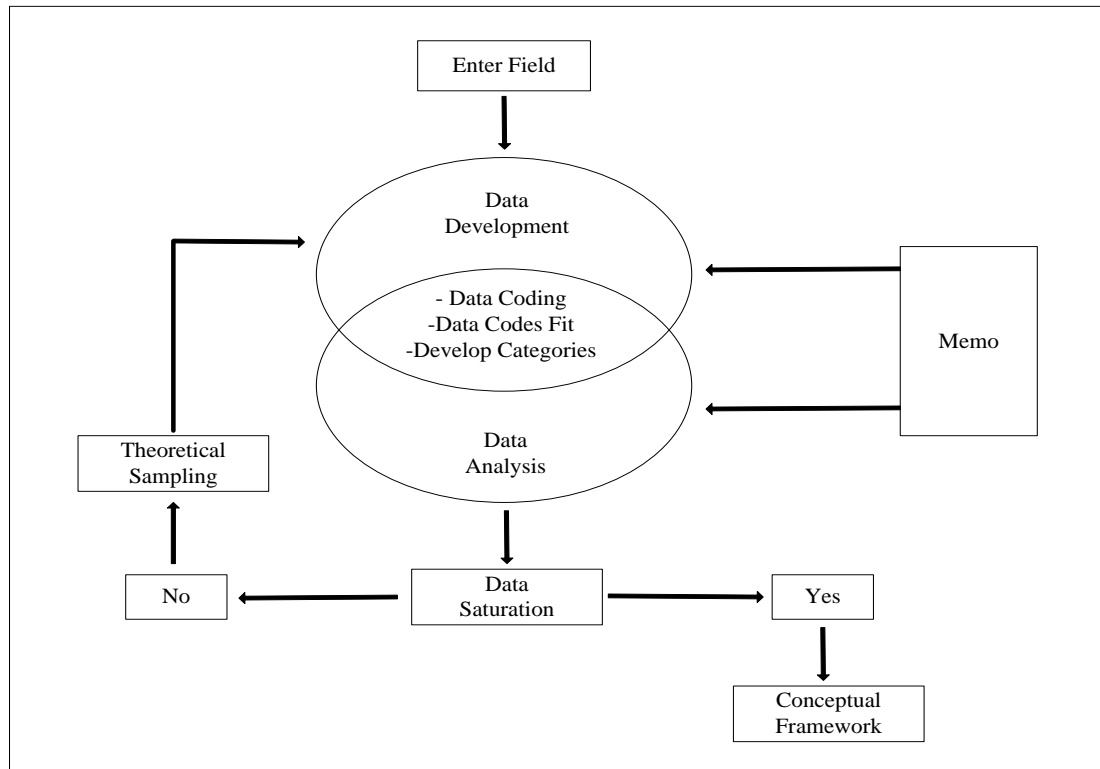 Enter Field
Data
Development
- Data Coding
-Data Codes Fit
-Develop Categories
Memo
Data
Analysis
Theoretical
Sampling
No
Data
Saturation
Yes
Conceptual
Framework